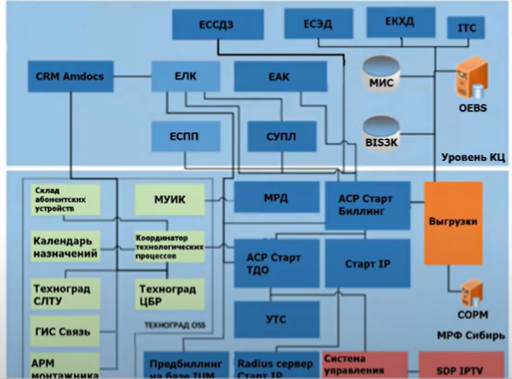 ЕССДЗ
ЕСЭД
ЕКХД
ІТС
CRM Amdocs
ЕЛК
ЕАК
МИС
OEBS
ЕСПП
СУПЛ
BISЗК
Уровень КЦ
Склад
абонентских
устройств
МУИК
МРД
АСР Старт
Биллинг
Выгрузки
Календарь
назначений
Координатор
технологических
процессов
АСР Старт
ТДО
Старт IP
Техноград
СЛТУ
Техноград
ЦБР
СОРМ
ТЕХНОГРАД OSS
УТС
МРФ Сибирь
ГИС Связь
АРМ
монтажника
Предбиллинг
на базе IUM
Radius сервер
Старт IP
Система
управления
SDP IPTV